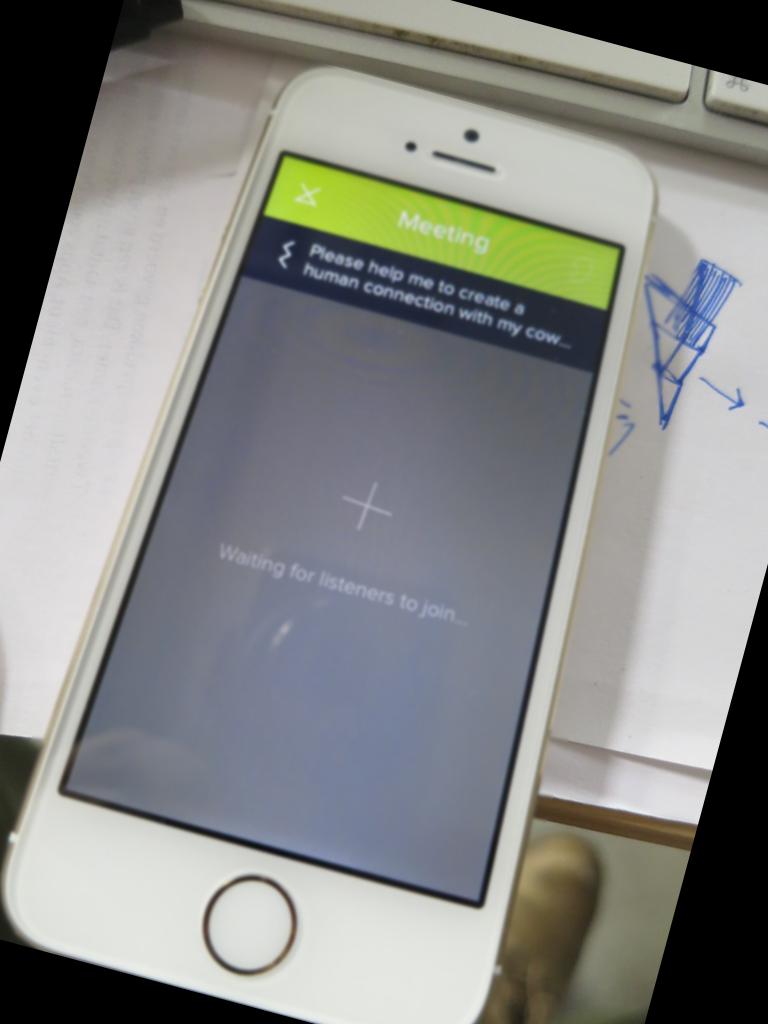 Meeting
Please help me to create a
human connection with my cow...
Waiting for listeners to join...
⌘